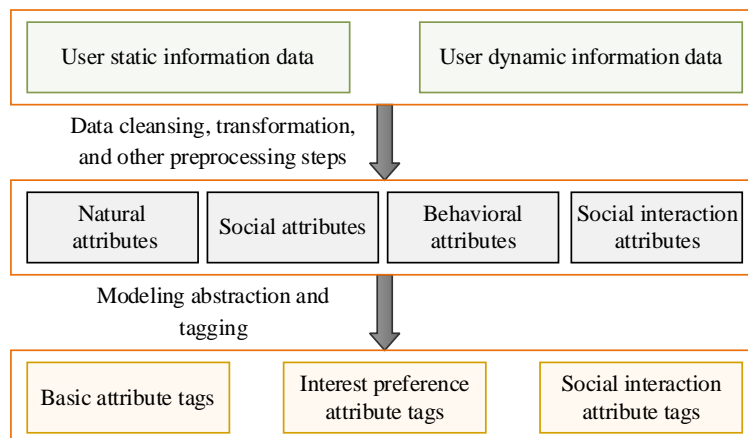 User static information data
User dynamic information data
Data cleansing, transformation,
and other preprocessing steps
Natural
attributes
Social attributes
Behavioral
attributes
Social interaction
attributes
Modeling abstraction and
tagging
Basic attribute tags
Interest preference
attribute tags
Social interaction
attribute tags